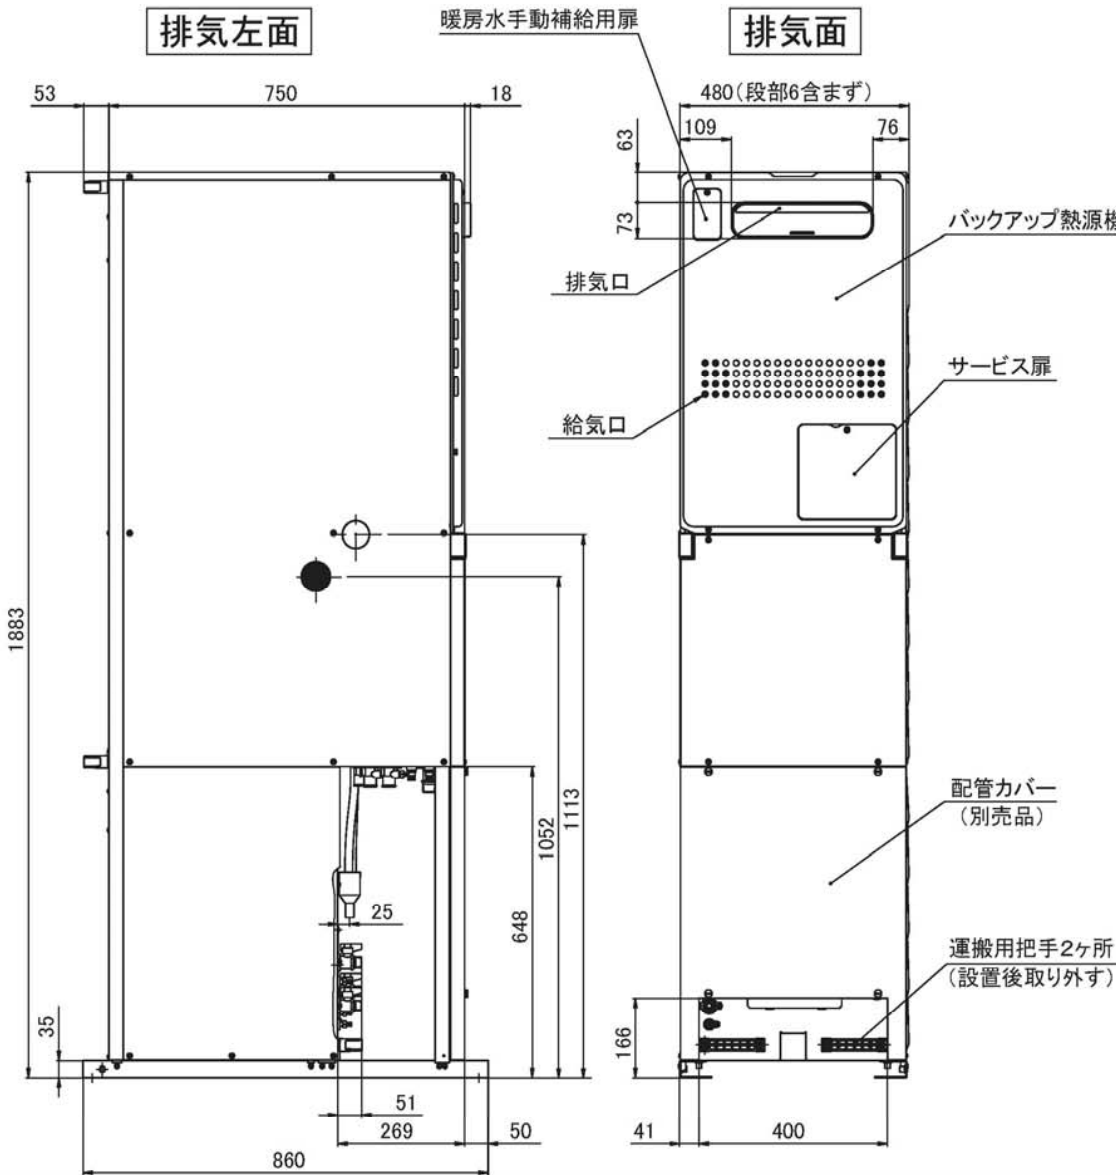 排気左面
暖房水手動補給用扉
排気面
53
750
18
480(段部6含まず)
109
76
63
73
バックアップ熱源機
排気口
サービス扉
給気口
1883
1113
1052
648
配管カバー
(別売品)
25
運搬用把手2ヶ所
(設置後取り外す)
35
166
51
269
50
41
400
860